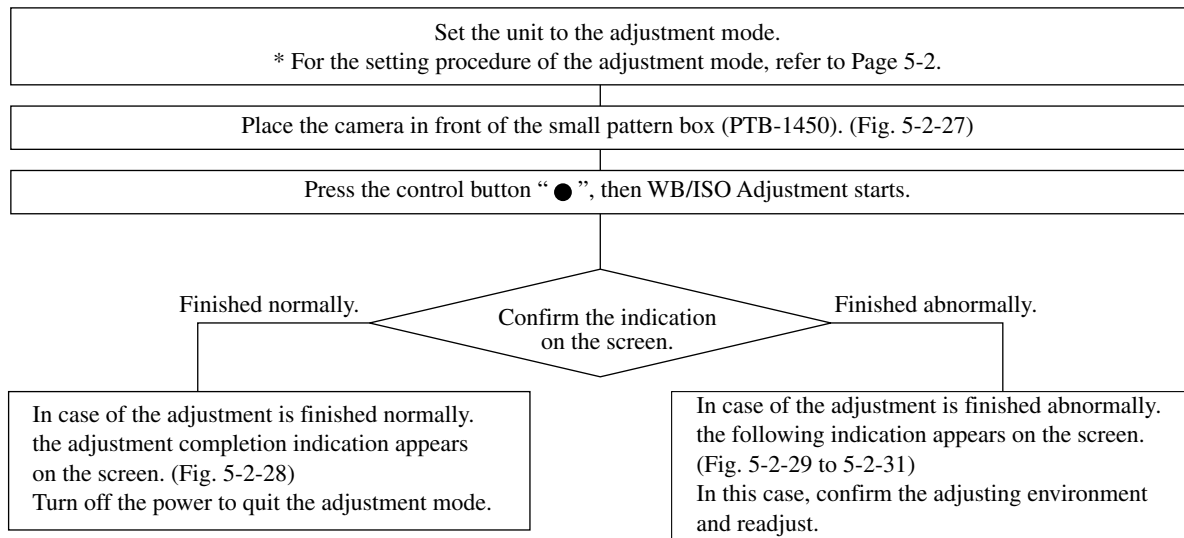 Set the unit to the adjustment mode.
* For the setting procedure of the adjustment mode, refer to Page 5-2.
Place the camera in front of the small pattern box (PTB-1450). (Fig. 5-2-27)
Press the control button “ ● ”, then WB/ISO Adjustment starts.
Finished normally.
Finished abnormally.
Confirm the indication
on the screen.
In case of the adjustment is finished normally.
the adjustment completion indication appears
on the screen. (Fig. 5-2-28)
Turn off the power to quit the adjustment mode.
In case of the adjustment is finished abnormally.
the following indication appears on the screen.
(Fig. 5-2-29 to 5-2-31)
In this case, confirm the adjusting environment
and readjust.